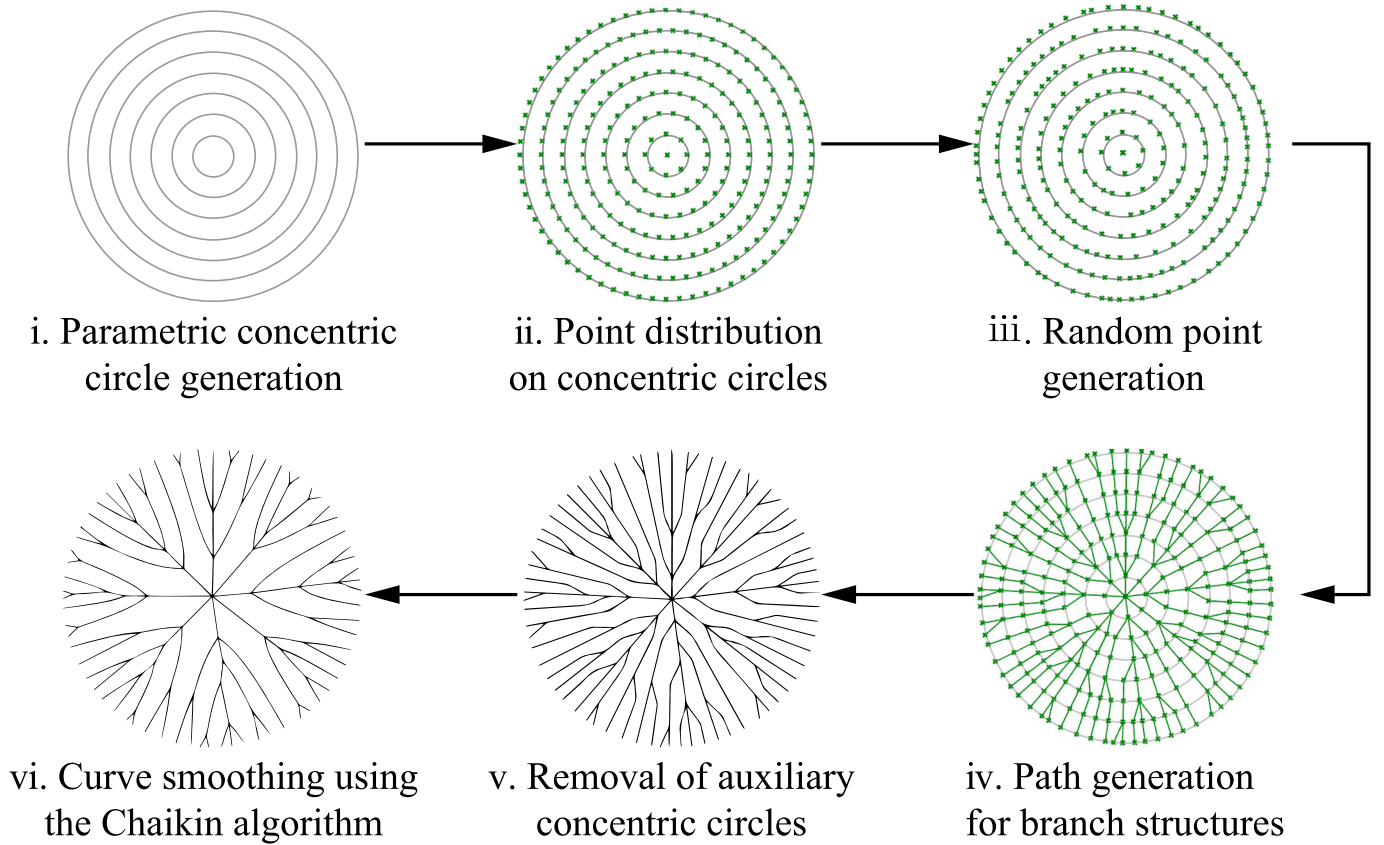 i. Parametric concentric
circle generation
ii. Point distribution
on concentric circles
iii. Random point
generation
iv. Path generation
for branch structures
v. Removal of auxiliary
concentric circles
vi. Curve smoothing using
the Chaikin algorithm